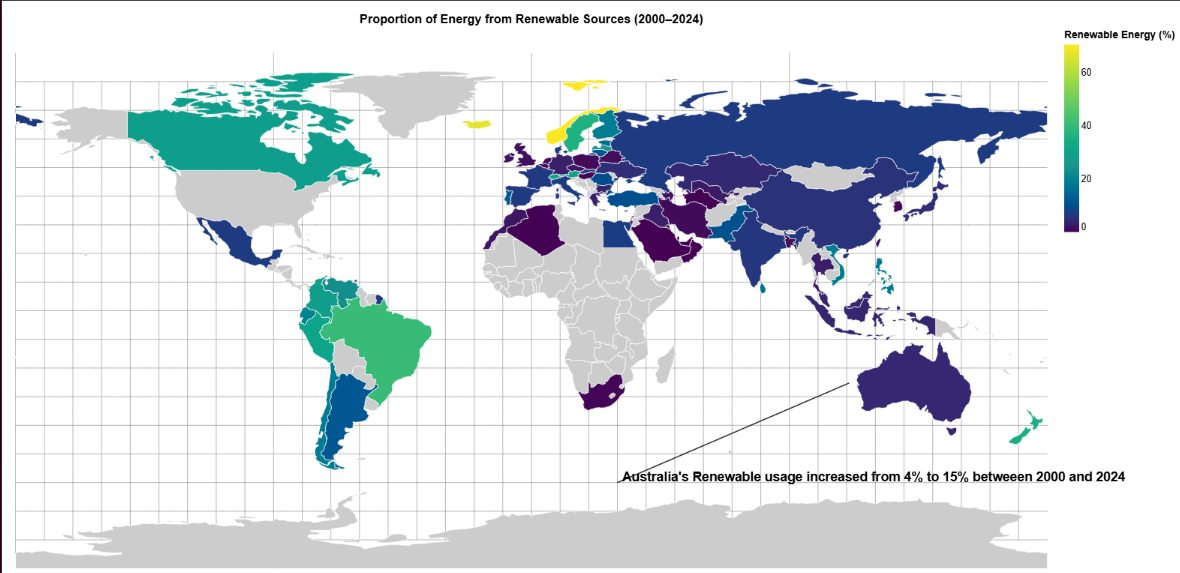 Proportion of Energy from Renewable Sources (2000–2024)
Renewable Energy (%)
60
40
20
0
Australia's Renewable usage increased from 4% to 15% betweeen 2000 and 2024